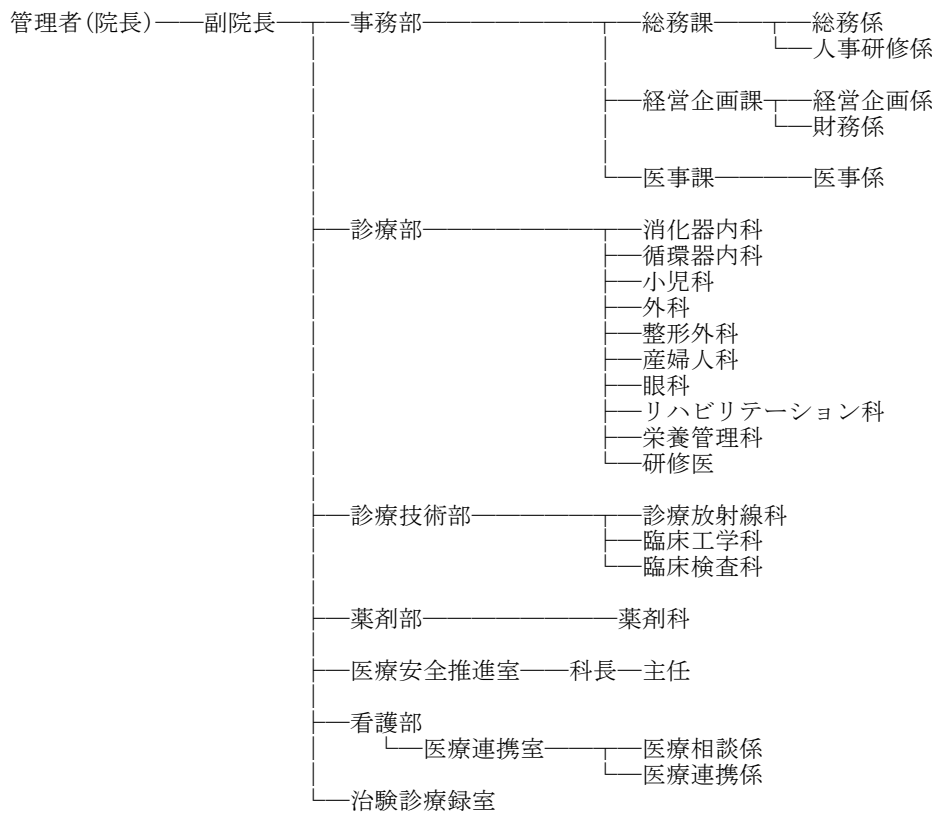 管理者(院長) 副院長 事務部 総務課 総務係
人事研修係
経営企画課 経営企画係
財務係
医事課 医事係
診療部 消化器内科
循環器内科
小児科
外科
整形外科
産婦人科
眼科
リハビリテーション科
栄養管理科
研修医
診療技術部 診療放射線科
臨床工学科
臨床検査科
薬剤部 薬剤科
医療安全推進室 科長 主任
看護部
医療連携室 医療相談係
医療連携係
治験診療録室